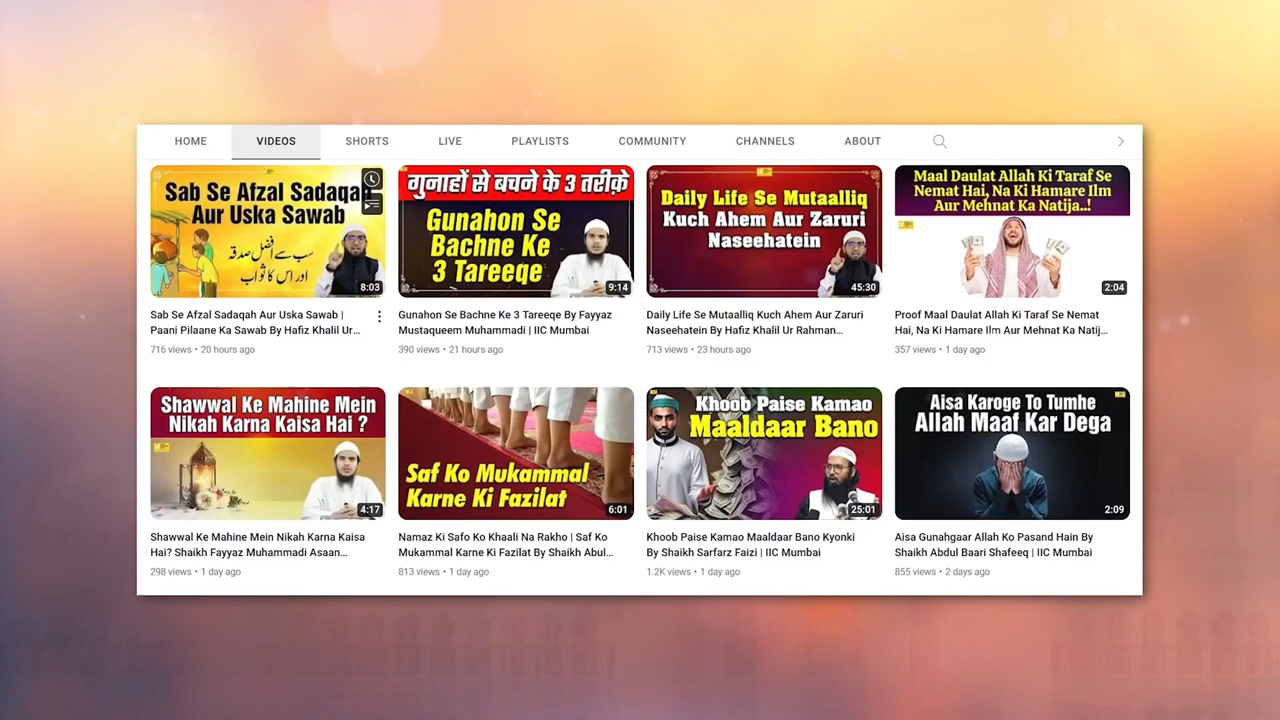 HOME VIDEOS SHORTS LIVE PLAYLISTS COMMUNITY CHANNELS ABOUT
Sab Se Afzal Sadaqah
Aur Uska Sawab
سب سے افضل صدقہ
اور اس کا ثواب
8:03
गुनाहों से बचने के 3 तरीक़े
Gunahon Se
Bachne Ke
3 Tareeqe
9:14
Daily Life Se Mutaalliq
Kuch Ahem Aur Zaruri
Naseehatein
45:30
Maal Daulat Allah Ki Taraf Se
Nemat Hai, Na Ki Hamare Ilm
Aur Mehnat Ka Natija..!
2:04
Sab Se Afzal Sadaqah Aur Uska Sawab |
Paani Pilaane Ka Sawab By Hafiz Khalil Ur...
716 views • 20 hours ago
Gunahon Se Bachne Ke 3 Tareeqe By Fayyaz
Mustaqueem Muhammadi | IIC Mumbai
390 views • 21 hours ago
Daily Life Se Mutaalliq Kuch Ahem Aur Zaruri
Naseehatein By Hafiz Khalil Ur Rahman...
713 views • 23 hours ago
Proof Maal Daulat Allah Ki Taraf Se Nemat
Hai, Na Ki Hamare Ilm Aur Mehnat Ka Natij...
357 views • 1 day ago
Shawwal Ke Mahine Mein
Nikah Karna Kaisa Hai ?
4:17
Saf Ko Mukammal
Karne Ki Fazilat
6:01
Khoob Paise Kamao
Maaldaar Bano
25:01
Aisa Karoge To Tumhe
Allah Maaf Kar Dega
2:09
Shawwal Ke Mahine Mein Nikah Karna Kaisa
Hai? Shaikh Fayyaz Muhammadi Asaan...
298 views • 1 day ago
Namaz Ki Safo Ko Khaali Na Rakho | Saf Ko
Mukammal Karne Ki Fazilat By Shaikh Abul...
813 views • 1 day ago
Khoob Paise Kamao Maaldaar Bano Kyonki
By Shaikh Sarfarz Faizi | IIC Mumbai
1.2K views • 1 day ago
Aisa Gunahgaar Allah Ko Pasand Hain By
Shaikh Abdul Baari Shafeeq | IIC Mumbai
855 views • 2 days ago